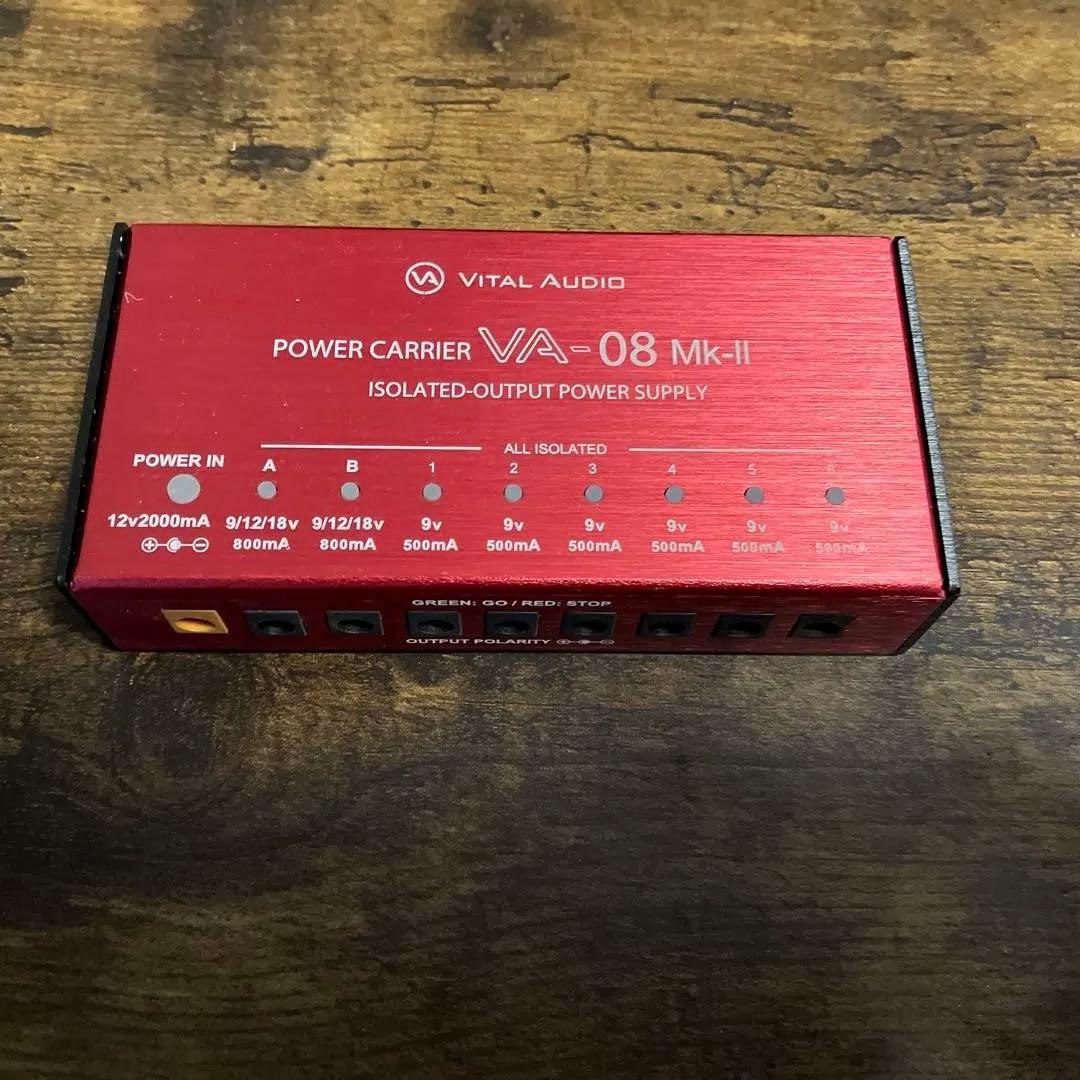 VA VITAL AUDIO
POWER CARRIER VA-08 Mk-II
ISOLATED-OUTPUT POWER SUPPLY
ALL ISOLATED
POWER IN A B 1 2 3 4 5 6
12v2000mA 9/12/18v 9/12/18v 9v 9v 9v 9v 9v 9v
800mA 800mA 500mA 500mA 500mA 500mA 500mA 500mA
GREEN: GO / RED: STOP
OUTPUT POLARITY